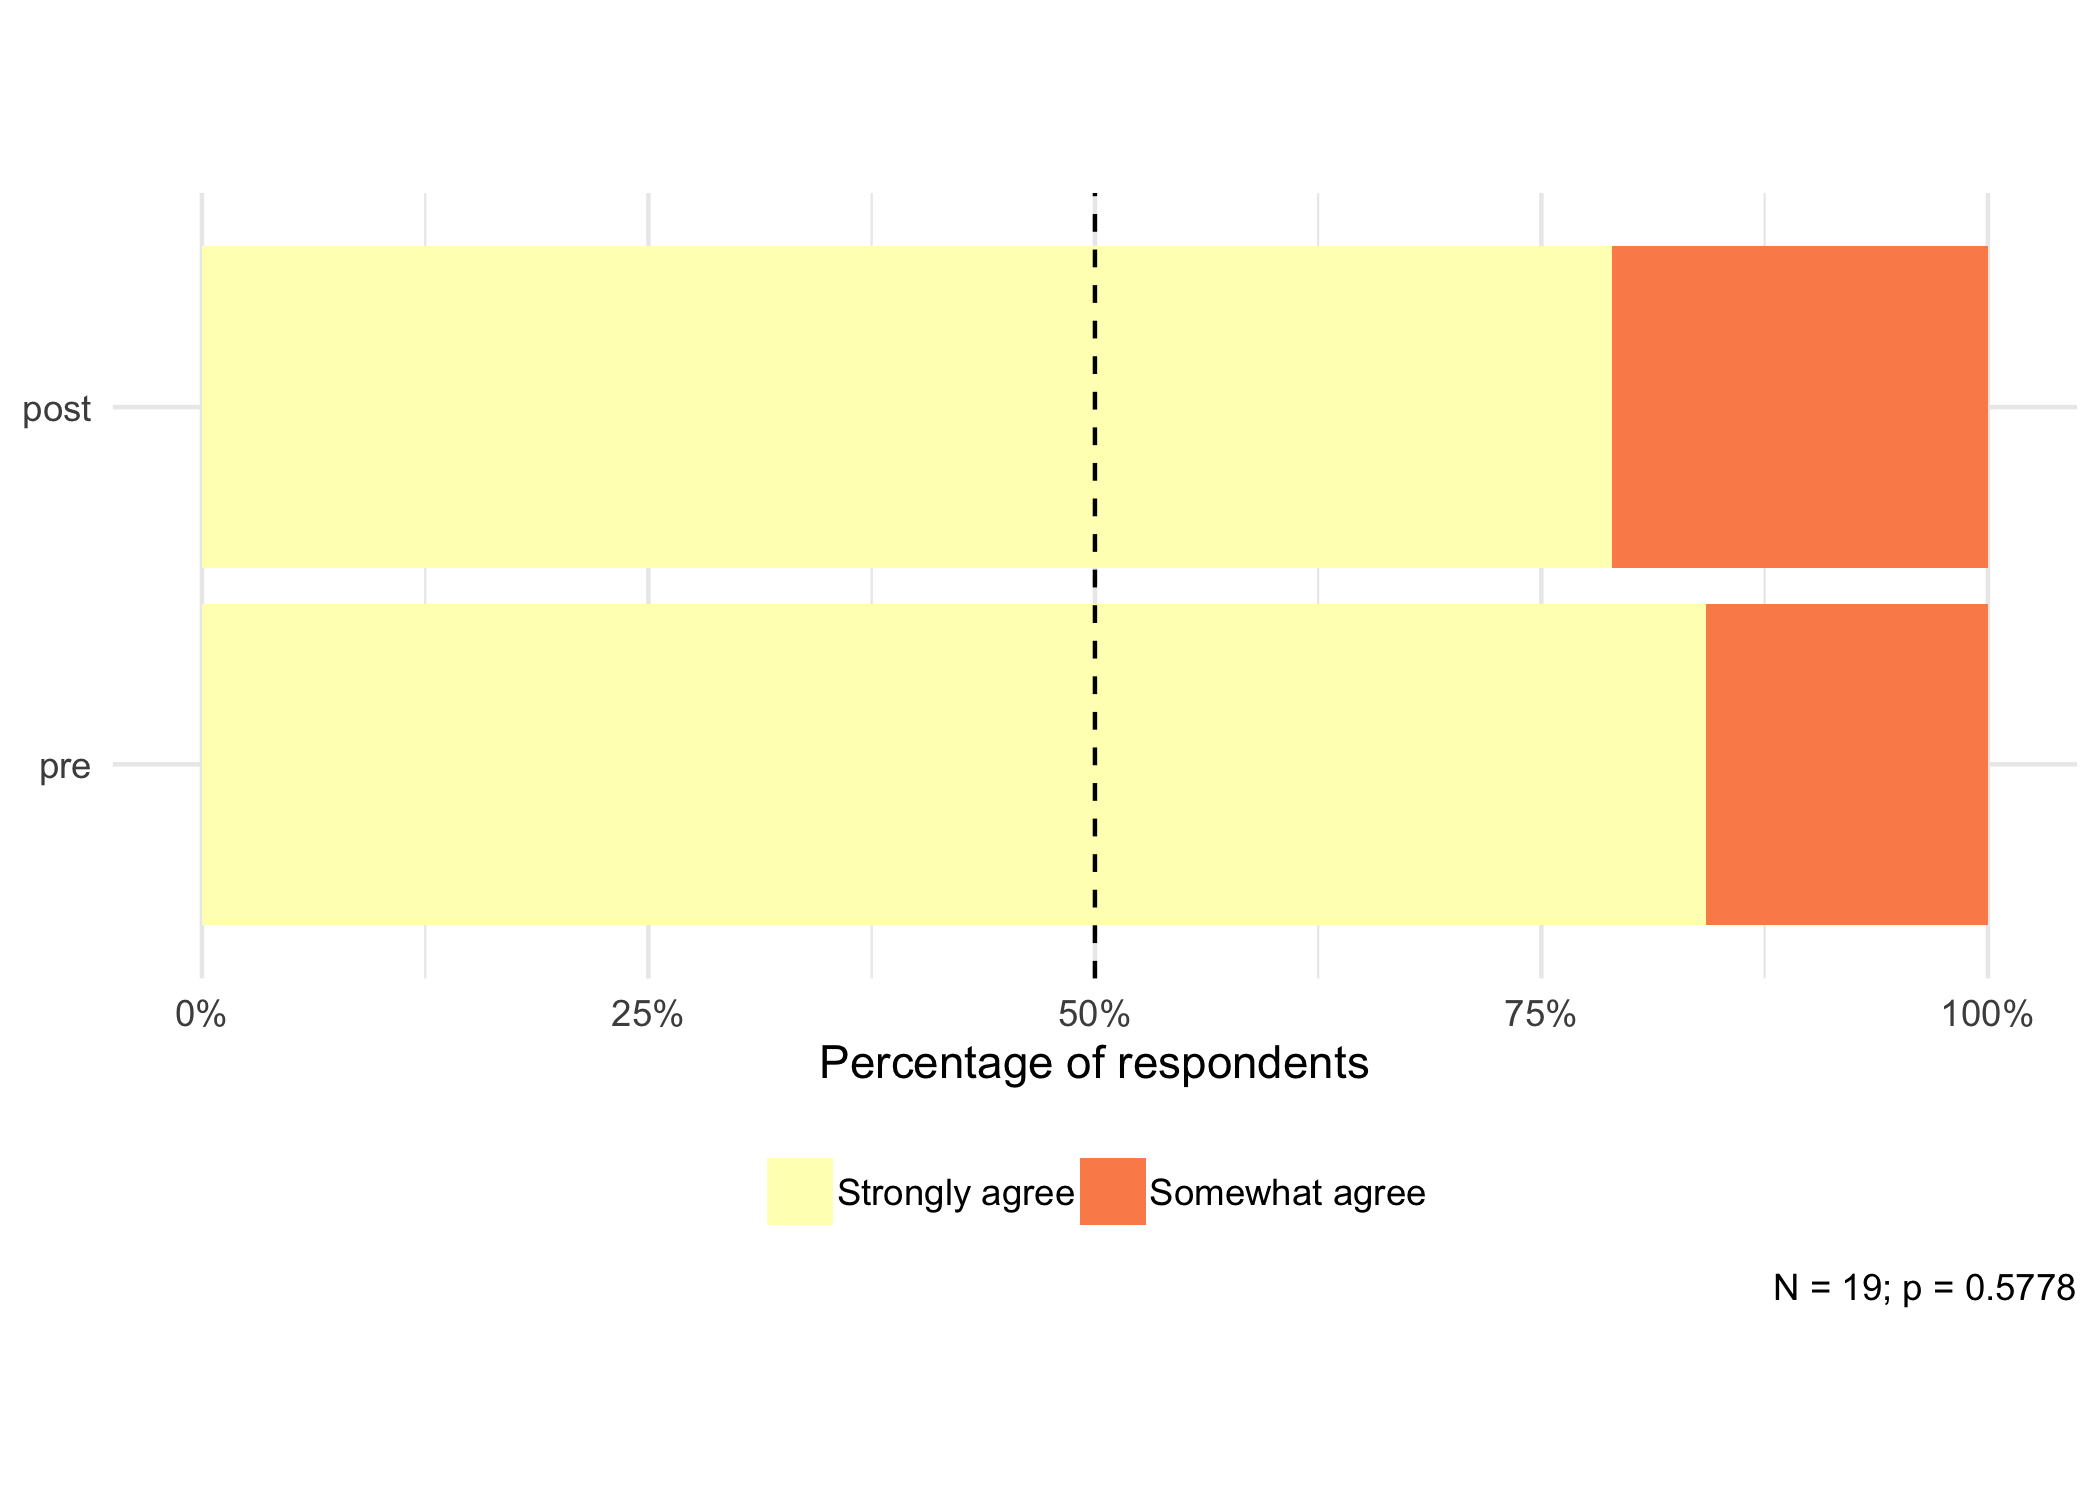 post
pre
0% 25% 50% 75% 100%
Percentage of respondents
Strongly agree Somewhat agree
N = 19; p = 0.5778